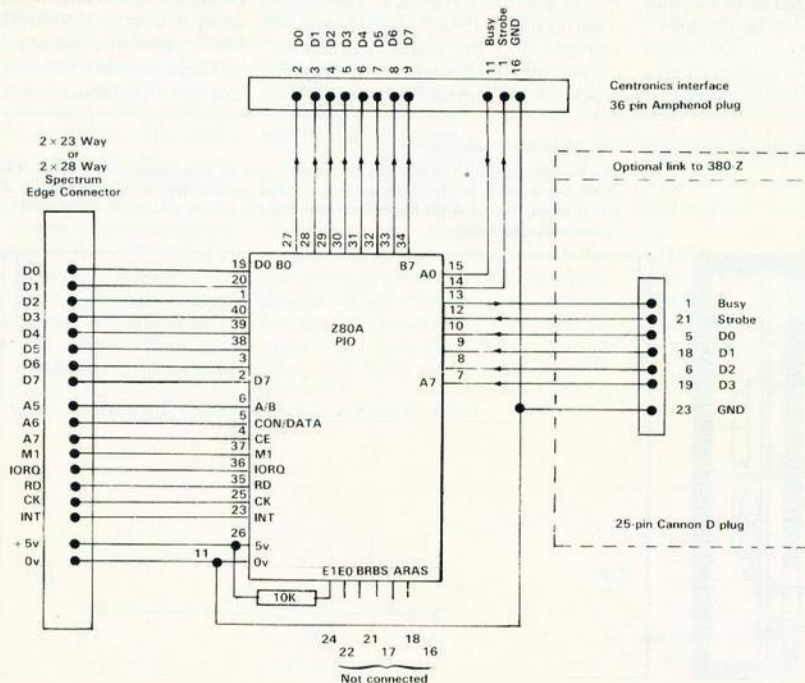 D0 D1 D2 D3 D4 D5 D6 D7
2 3 4 5 6 7 8 9
Busy Strobe GND
11 1 16
Centronics interface
36 pin Amphenol plug
2 × 23 Way
or
2 × 28 Way
Spectrum
Edge Connector
Optional link to 380-Z
27 28 29 30 31 32 33 34
D0 19 D0 B0 B7 A0 15
D1 20 14
D2 1 13 1 Busy
D3 40 12 21 Strobe
D4 39 Z80A 10 5 D0
D5 38 PIO 9 18 D1
D6 3 8 6 D2
D7 2 D7 A7 7 19 D3
A5 6 A/B 23 GND
A6 5 CON/DATA
A7 4 CE
M1 37 M1
IORQ 36 IORQ
RD 35 RD
CK 25 CK
INT 23 INT
+5v 26 5v
0v 11 0v
25-pin Cannon D plug
E1E0 BRBS ARAS
10K
24 21 18
22 17 16
Not connected